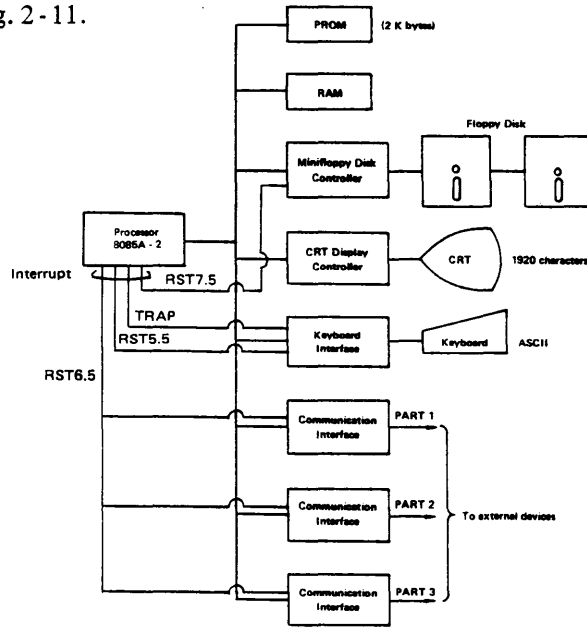 g. 2-11.
PROM (2 K bytes)
RAM
Floppy Disk
Minifloppy Disk
Controller
Processor
8085A - 2
CRT Display
Controller
CRT
1920 characters
Interrupt
RST7.5
TRAP
RST5.5
Keyboard
Interface
Keyboard
ASCII
RST6.5
Communication
Interface
PART 1
Communication
Interface
PART 2
To external devices
Communication
Interface
PART 3